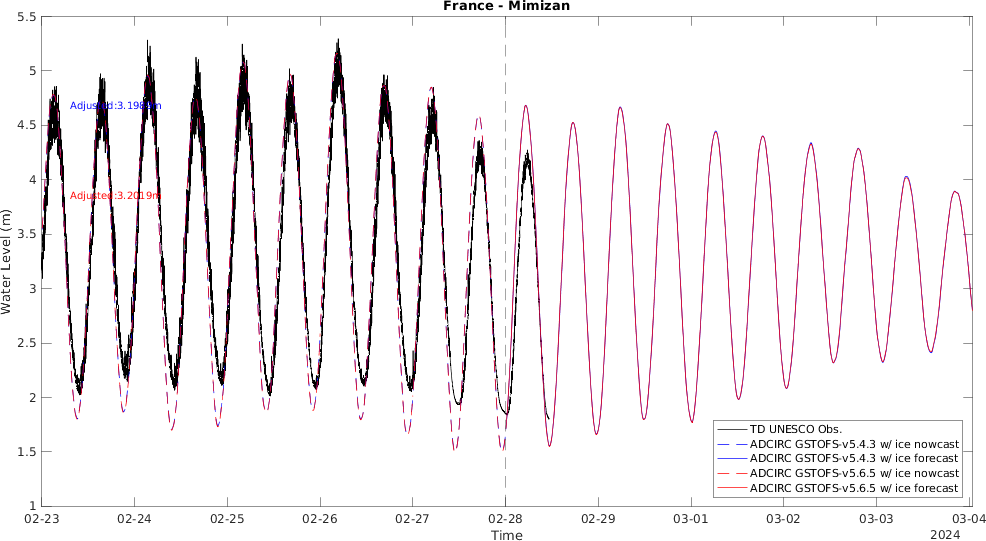 France - Mimizan
5.5
5
4.5
4
3.5
3
2.5
2
1.5
1
Water Level (m)
Adjusted:3.1989m
Adjusted:3.2019m
TD UNESCO Obs.
ADCIRC GSTOFS-v5.4.3 w/ ice nowcast
ADCIRC GSTOFS-v5.4.3 w/ ice forecast
ADCIRC GSTOFS-v5.6.5 w/ ice nowcast
ADCIRC GSTOFS-v5.6.5 w/ ice forecast
02-23 02-24 02-25 02-26 02-27 02-28 02-29 03-01 03-02 03-03 03-04
Time
2024